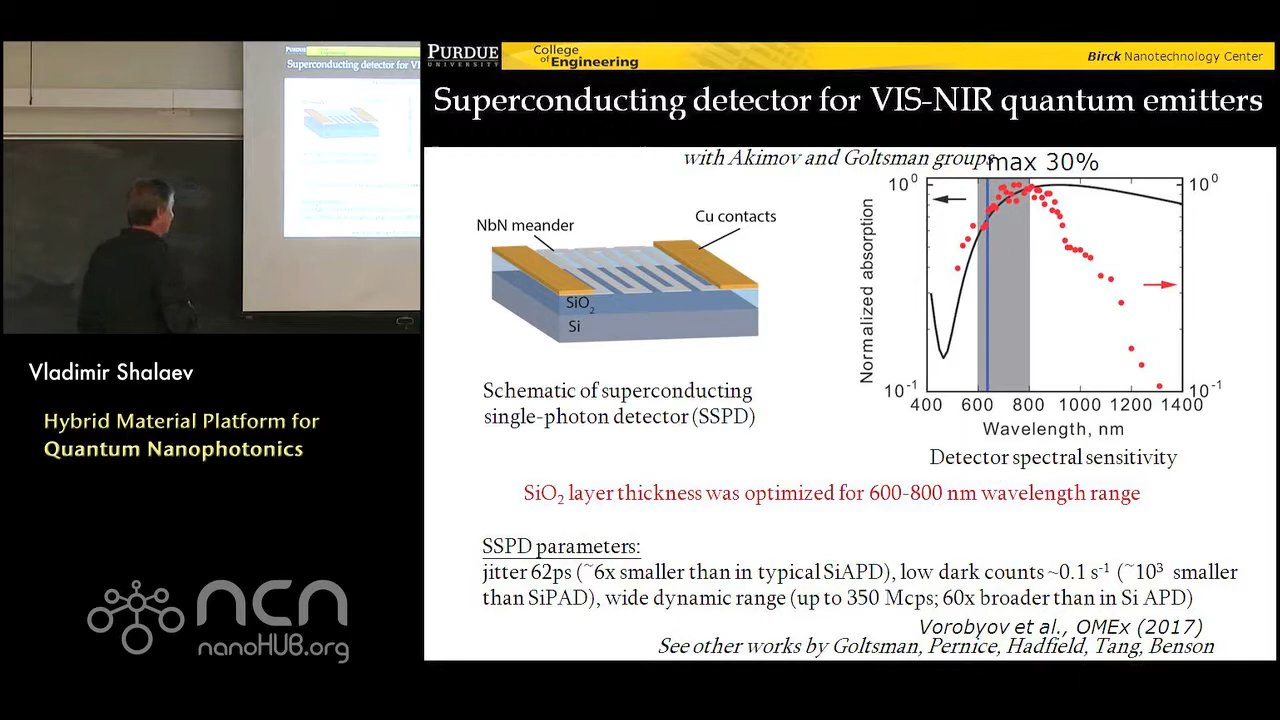 PURDUE
UNIVERSITY
College
of Engineering
Birck Nanotechnology Center
Superconducting detector for VIS-NIR quantum emitters
PURDUE
Superconducting detector for VI
with Akimov and Goltsman groups
max 30%
NbN meander
Cu contacts
SiO2
Si
Schematic of superconducting
single-photon detector (SSPD)
Normalized absorption
10^0
10^0
10^-1
10^-1
400 600 800 1000 1200 1400
Wavelength, nm
Detector spectral sensitivity
SiO2 layer thickness was optimized for 600-800 nm wavelength range
SSPD parameters:
jitter 62ps (~6x smaller than in typical SiAPD), low dark counts ~0.1 s-1 (~10^3 smaller
than SiPAD), wide dynamic range (up to 350 Mcps; 60x broader than in Si APD)
Vorobyov et al., OMEx (2017)
See other works by Goltsman, Pernice, Hadfield, Tang, Benson
Vladimir Shalaev
Hybrid Material Platform for
Quantum Nanophotonics
ncn
nanoHUB.org